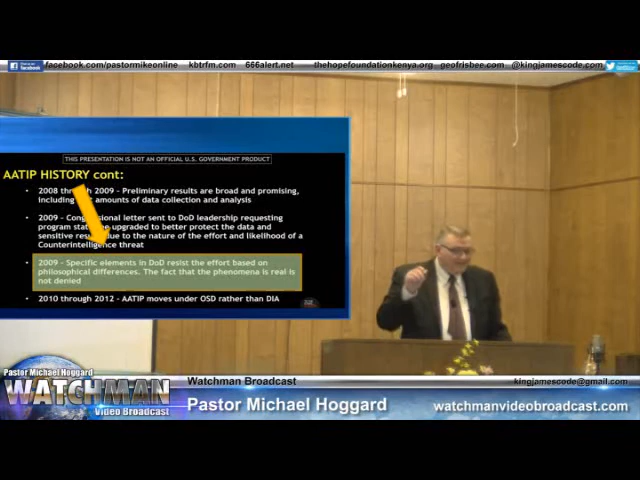 facebook.com/pastormikeonline kbtrfm.com 666alert.net thehopefoundationkenya.org geofrisbee.com @kingjamescode.com
THIS PRESENTATION IS NOT AN OFFICIAL U.S. GOVERNMENT PRODUCT
AATIP HISTORY cont:
• 2008 2009 - Preliminary results are broad and promising,
including amounts of data collection and analysis
• 2009 - letter sent to DoD leadership requesting
program upgraded to better protect the data and
sensitive due to the nature of the effort and likelihood of a
Counterintelligence threat
• 2009 - Specific elements in DoD resist the effort based on
philosophical differences. The fact that the phenomena is real is
not denied
• 2010 through 2012 - AATIP moves under OSD rather than DIA
Pastor Michael Hoggard
WATCHMAN
Video Broadcast
Watchman Broadcast
kingjamescode@gmail.com
Pastor Michael Hoggard
watchmanvideobroadcast.com